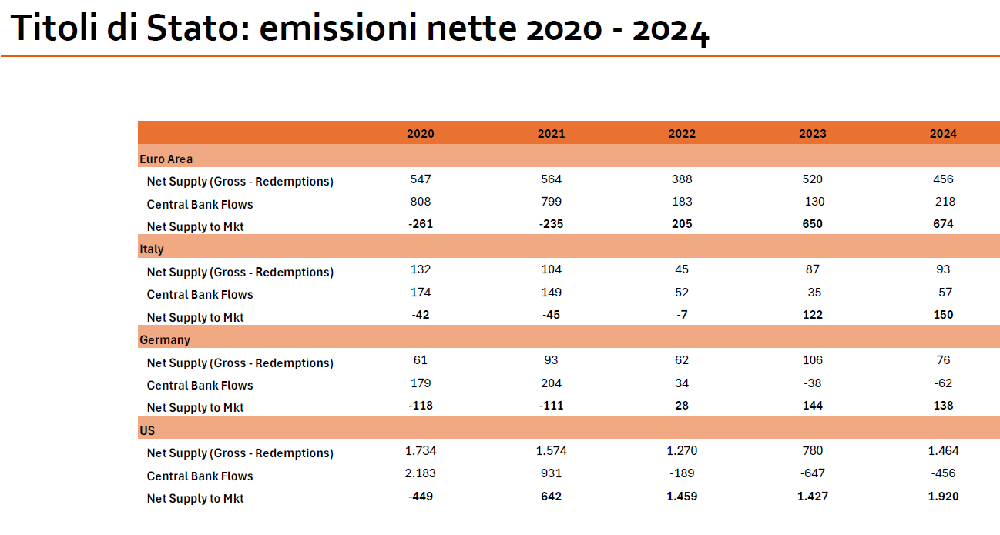 Titoli di Stato: emissioni nette 2020 - 2024
2020 2021 2022 2023 2024
Euro Area
Net Supply (Gross - Redemptions) 547 564 388 520 456
Central Bank Flows 808 799 183 -130 -218
Net Supply to Mkt -261 -235 205 650 674
Italy
Net Supply (Gross - Redemptions) 132 104 45 87 93
Central Bank Flows 174 149 52 -35 -57
Net Supply to Mkt -42 -45 -7 122 150
Germany
Net Supply (Gross - Redemptions) 61 93 62 106 76
Central Bank Flows 179 204 34 -38 -62
Net Supply to Mkt -118 -111 28 144 138
US
Net Supply (Gross - Redemptions) 1.734 1.574 1.270 780 1.464
Central Bank Flows 2.183 931 -189 -647 -456
Net Supply to Mkt -449 642 1.459 1.427 1.920